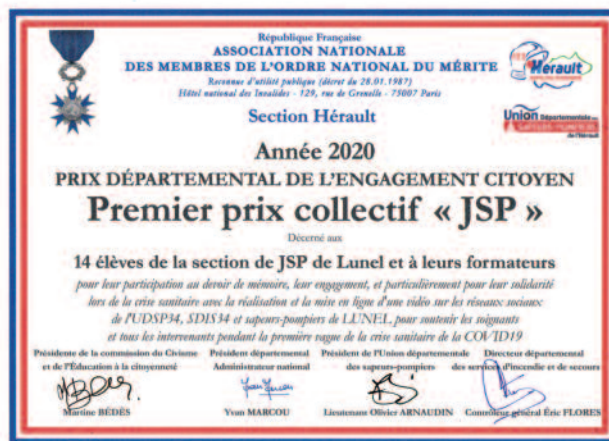 République Française
ASSOCIATION NATIONALE
DES MEMBRES DE L'ORDRE NATIONAL DU MÉRITE
Reconnue d'utilité publique (décret du 28.01.1987)
Hôtel national des Invalides - 129, rue de Grenelle - 75007 Paris
Section Hérault
Hérault
Union Départementale des
SAPEURS-POMPIERS
de l'Hérault
Année 2020
PRIX DÉPARTEMENTAL DE L'ENGAGEMENT CITOYEN
Premier prix collectif « JSP »
Décerné aux
14 élèves de la section de JSP de Lunel et à leurs formateurs
pour leur participation au devoir de mémoire, leur engagement, et particulièrement pour leur solidarité
lors de la crise sanitaire avec la réalisation et la mise en ligne d'une vidéo sur les réseaux sociaux
de l'UDSP34, SDIS34 et sapeurs-pompiers de LUNEL pour soutenir les soignants
et tous les intervenants pendant la première vague de la crise sanitaire de la COVID19
Présidente de la commission du Civisme
et de l'Éducation à la citoyenneté
Martine BÉDÈS
Président départemental
Administrateur national
Yvan MARCOU
Président de l'Union départementale
des sapeurs-pompiers
Lieutenant Olivier ARNAUDIN
Directeur départemental
des services d'incendie et de secours
Contrôleur général Éric FLORES